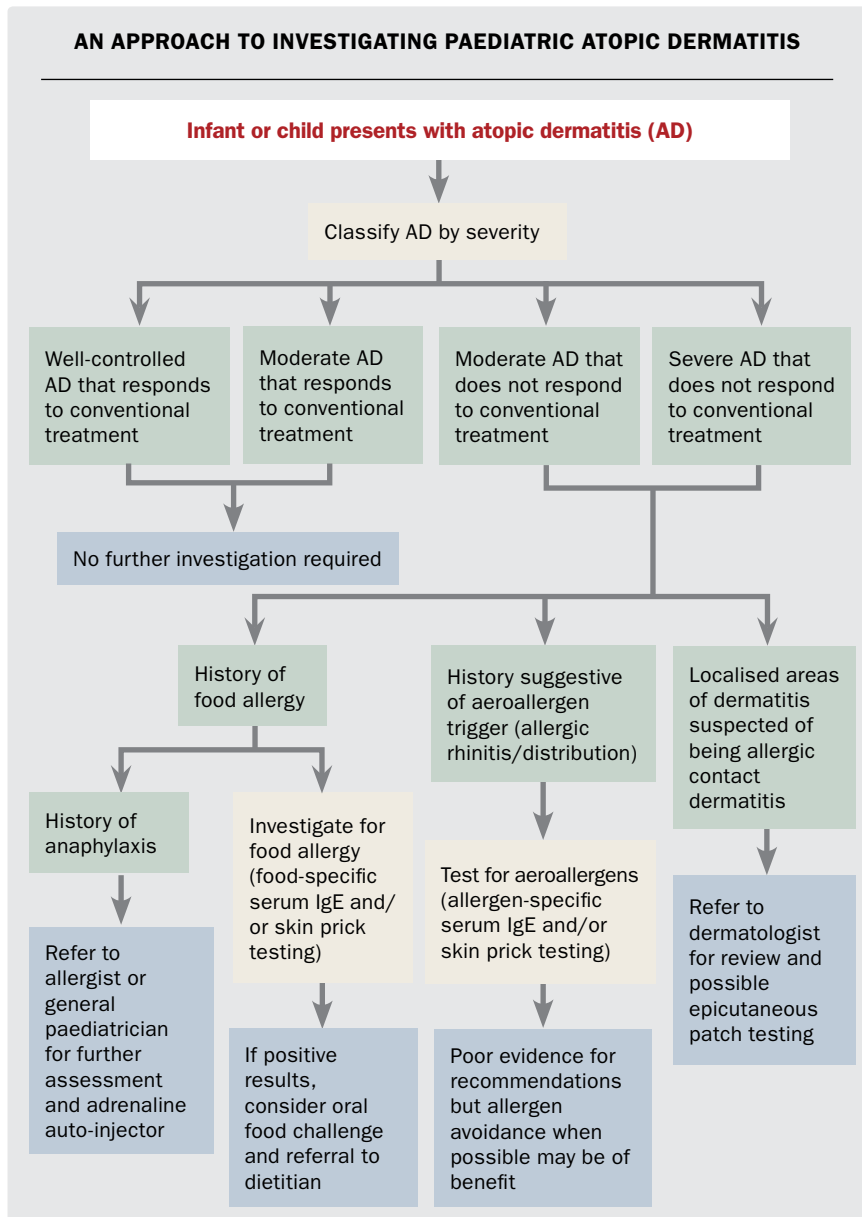 AN APPROACH TO INVESTIGATING PAEDIATRIC ATOPIC DERMATITIS
Infant or child presents with atopic dermatitis (AD)
Classify AD by severity
Well-controlled
AD that responds
to conventional
treatment
Moderate AD
that responds
to conventional
treatment
Moderate AD that
does not respond
to conventional
treatment
Severe AD that
does not respond
to conventional
treatment
No further investigation required
History of
food allergy
History suggestive
of aeroallergen
trigger (allergic
rhinitis/distribution)
Localised areas
of dermatitis
suspected of
being allergic
contact
dermatitis
History of
anaphylaxis
Investigate for
food allergy
(food-specific
serum IgE and/
or skin prick
testing)
Test for aeroallergens
(allergen-specific
serum IgE and/or
skin prick testing)
Refer to
dermatologist
for review and
possible
epicutaneous
patch testing
Refer to
allergist or
general
paediatrician
for further
assessment
and adrenaline
auto-injector
If positive
results,
consider oral
food challenge
and referral to
dietitian
Poor evidence for
recommendations
but allergen
avoidance when
possible may be of
benefit